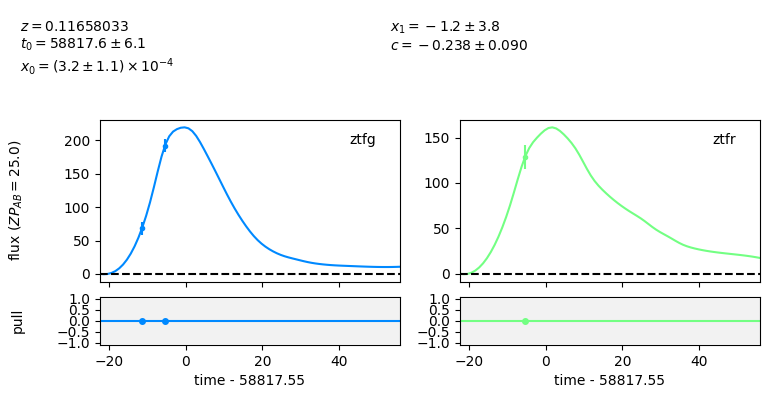 z = 0.11658033
t₀ = 58817.6 ± 6.1
x₀ = (3.2 ± 1.1) × 10⁻⁴
x₁ = −1.2 ± 3.8
c = −0.238 ± 0.090
flux (ZP_AB = 25.0)
200
150
100
50
0
ztfg
150
100
50
0
ztfr
pull
1.0
0.5
0.0
−0.5
−1.0
−20 0 20 40
time - 58817.55
1.0
0.5
0.0
−0.5
−1.0
−20 0 20 40
time - 58817.55